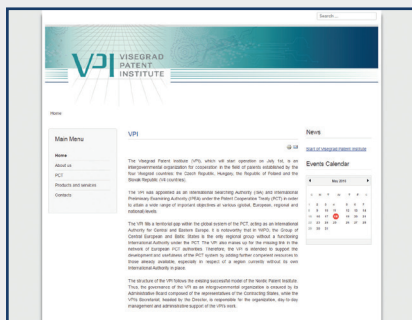 Search...
VPI
VISEGRAD
PATENT
INSTITUTE
Home
Main Menu
Home
About us
PCT
Products and services
Contacts
VPI
The Visegrad Patent Institute (VPI), which will start operation on July 1st, is an
intergovernmental organization for cooperation in the field of patents established by the
four Visegrad countries: the Czech Republic, Hungary, the Republic of Poland and the
Slovak Republic (V4 countries).
The VPI was appointed as an International Searching Authority (ISA) and International
Preliminary Examining Authority (IPEA) under the Patent Cooperation Treaty (PCT) in order
to attain a wide range of important objectives at various (global, European, regional and
national) levels.
The VPI fills a territorial gap within the global system of the PCT, acting as an International
Authority for Central and Eastern Europe. It is noteworthy that in WIPO, the Group of
Central European and Baltic States is the only regional group without a functioning
International Authority under the PCT. The VPI also makes up for the missing link in the
network of European PCT authorities. Therefore, the VPI is intended to support the
development and usefulness of the PCT system by adding further competent resources to
those already available, especially in respect of a region currently without its own
International Authority in place.
The structure of the VPI follows the existing successful model of the Nordic Patent Institute.
Thus, the governance of the VPI as an intergovernmental organization is ensured by its
Administrative Board composed of the representatives of the Contracting States, while the
VPI's Secretariat, headed by the Director, is responsible for the organization, day-to-day
management and administrative support of the VPI's work.
News
Start of Visegrad Patent Institute
Events Calendar
May 2016